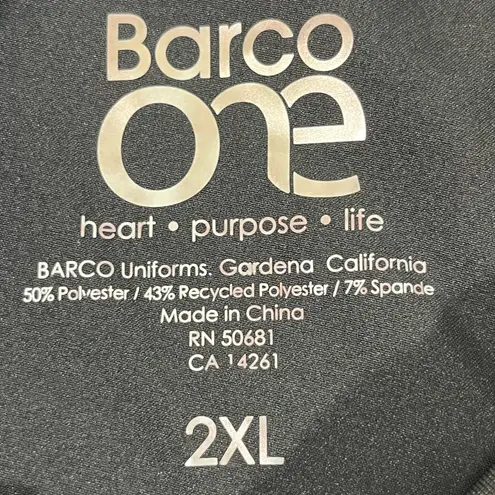 Barco
one
heart • purpose • life
BARCO Uniforms. Gardena California
50% Polyester / 43% Recycled Polyester / 7% Spande
Made in China
RN 50681
CA 14261
2XL